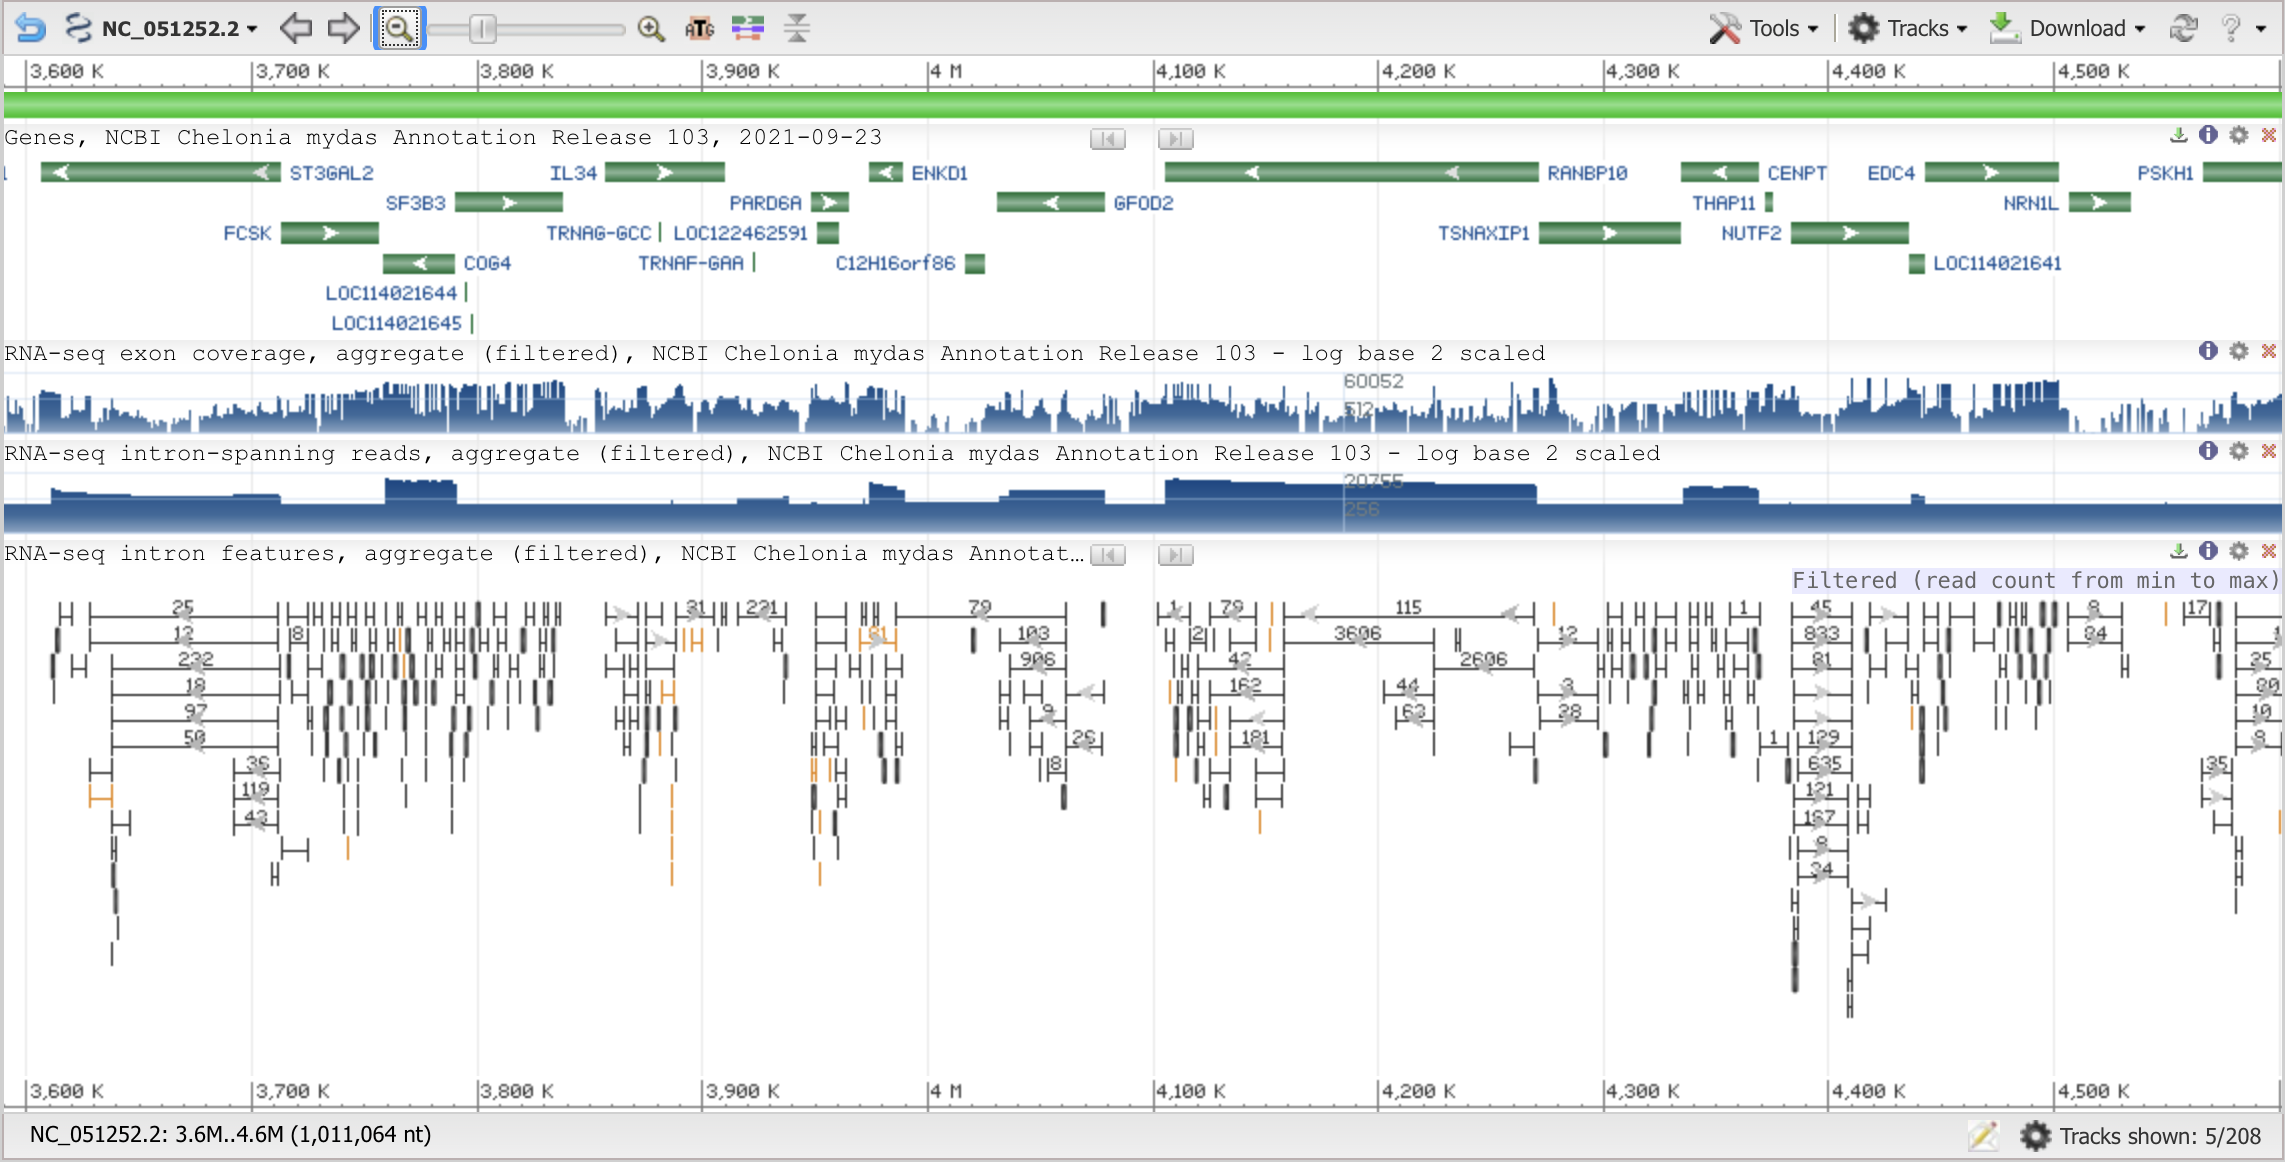 NC_051252.2 Tools Tracks Download ?
3,600 K 3,700 K 3,800 K 3,900 K 4 M 4,100 K 4,200 K 4,300 K 4,400 K 4,500 K
Genes, NCBI Chelonia mydas Annotation Release 103, 2021-09-23
ST3GAL2 IL34 ENKD1 RANBP10 CENPT EDC4 PSKH1
SF3B3 PARD6A GFOD2 THAP11 NRN1L
FCSK TRNAG-GCC LOC122462591 TSNAXIP1 NUTF2
COG4 TRNAF-GAA C12H16orf86 LOC114021641
LOC114021644
LOC114021645
RNA-seq exon coverage, aggregate (filtered), NCBI Chelonia mydas Annotation Release 103 - log base 2 scaled
60052
512
RNA-seq intron-spanning reads, aggregate (filtered), NCBI Chelonia mydas Annotation Release 103 - log base 2 scaled
20755
256
RNA-seq intron features, aggregate (filtered), NCBI Chelonia mydas Annotat...
Filtered (read count from min to max)
25 31 221 79 1 79 115 1 45 8 17
12 8 81 103 2 3606 12 833 24
232 906 42 2606 81 25
18 162 44 3 80
97 9 63 28 10
50 26 181 1 129 8
36 8 635 35
119 121
43 167
8
24
3,600 K 3,700 K 3,800 K 3,900 K 4 M 4,100 K 4,200 K 4,300 K 4,400 K 4,500 K
NC_051252.2: 3.6M..4.6M (1,011,064 nt) Tracks shown: 5/208